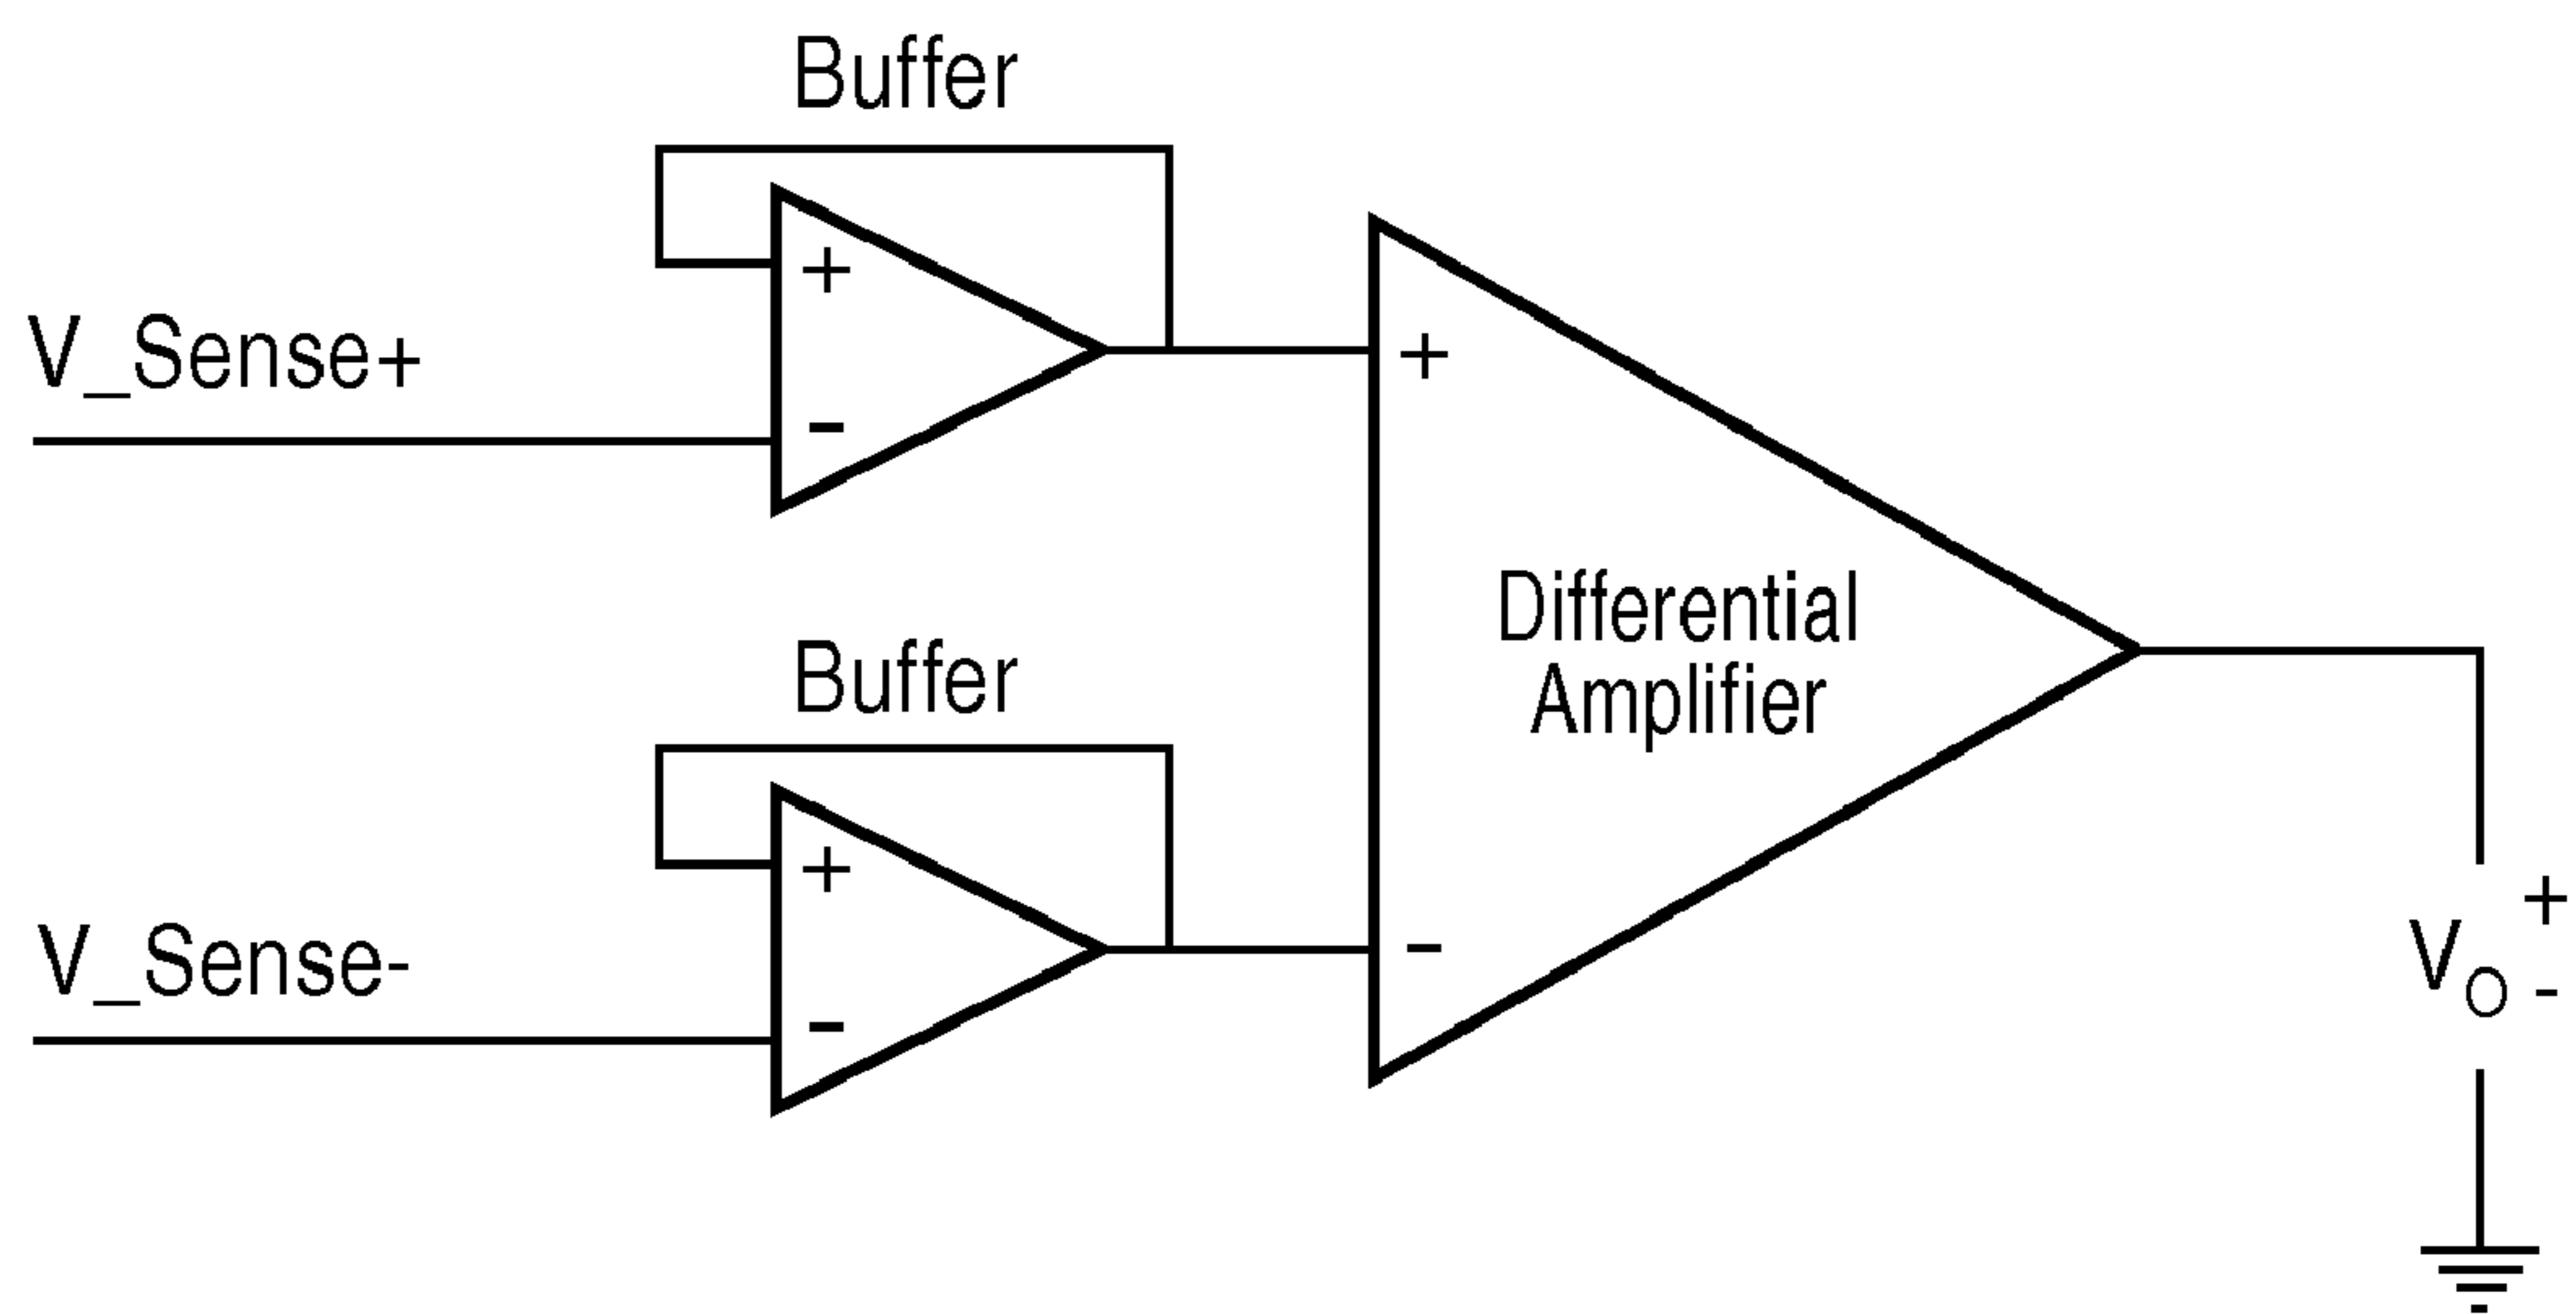 Buffer
+
V_Sense+
-
+
Differential
Amplifier
Buffer
+
V_Sense-
-
-
+
VO
-